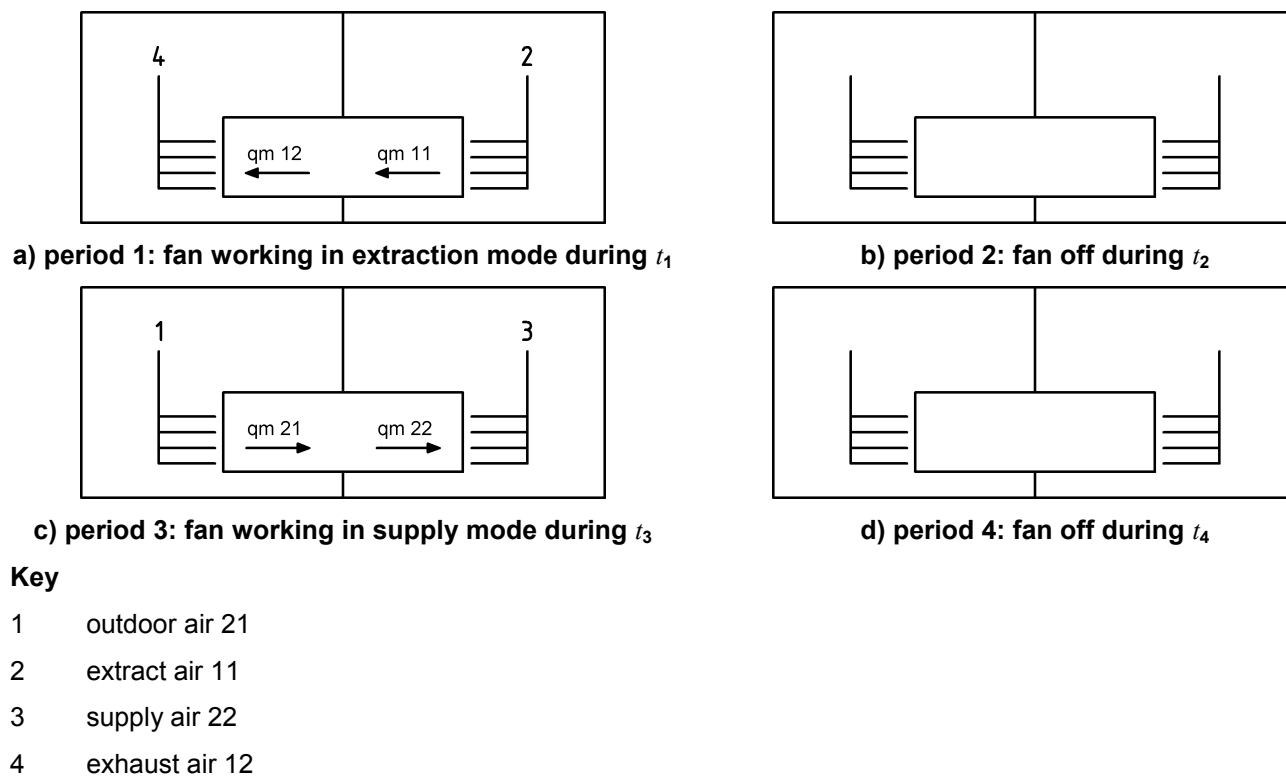 4 2
qm 12 qm 11
a) period 1: fan working in extraction mode during t1
b) period 2: fan off during t2
1 3
qm 21 qm 22
c) period 3: fan working in supply mode during t3
d) period 4: fan off during t4
Key
1 outdoor air 21
2 extract air 11
3 supply air 22
4 exhaust air 12